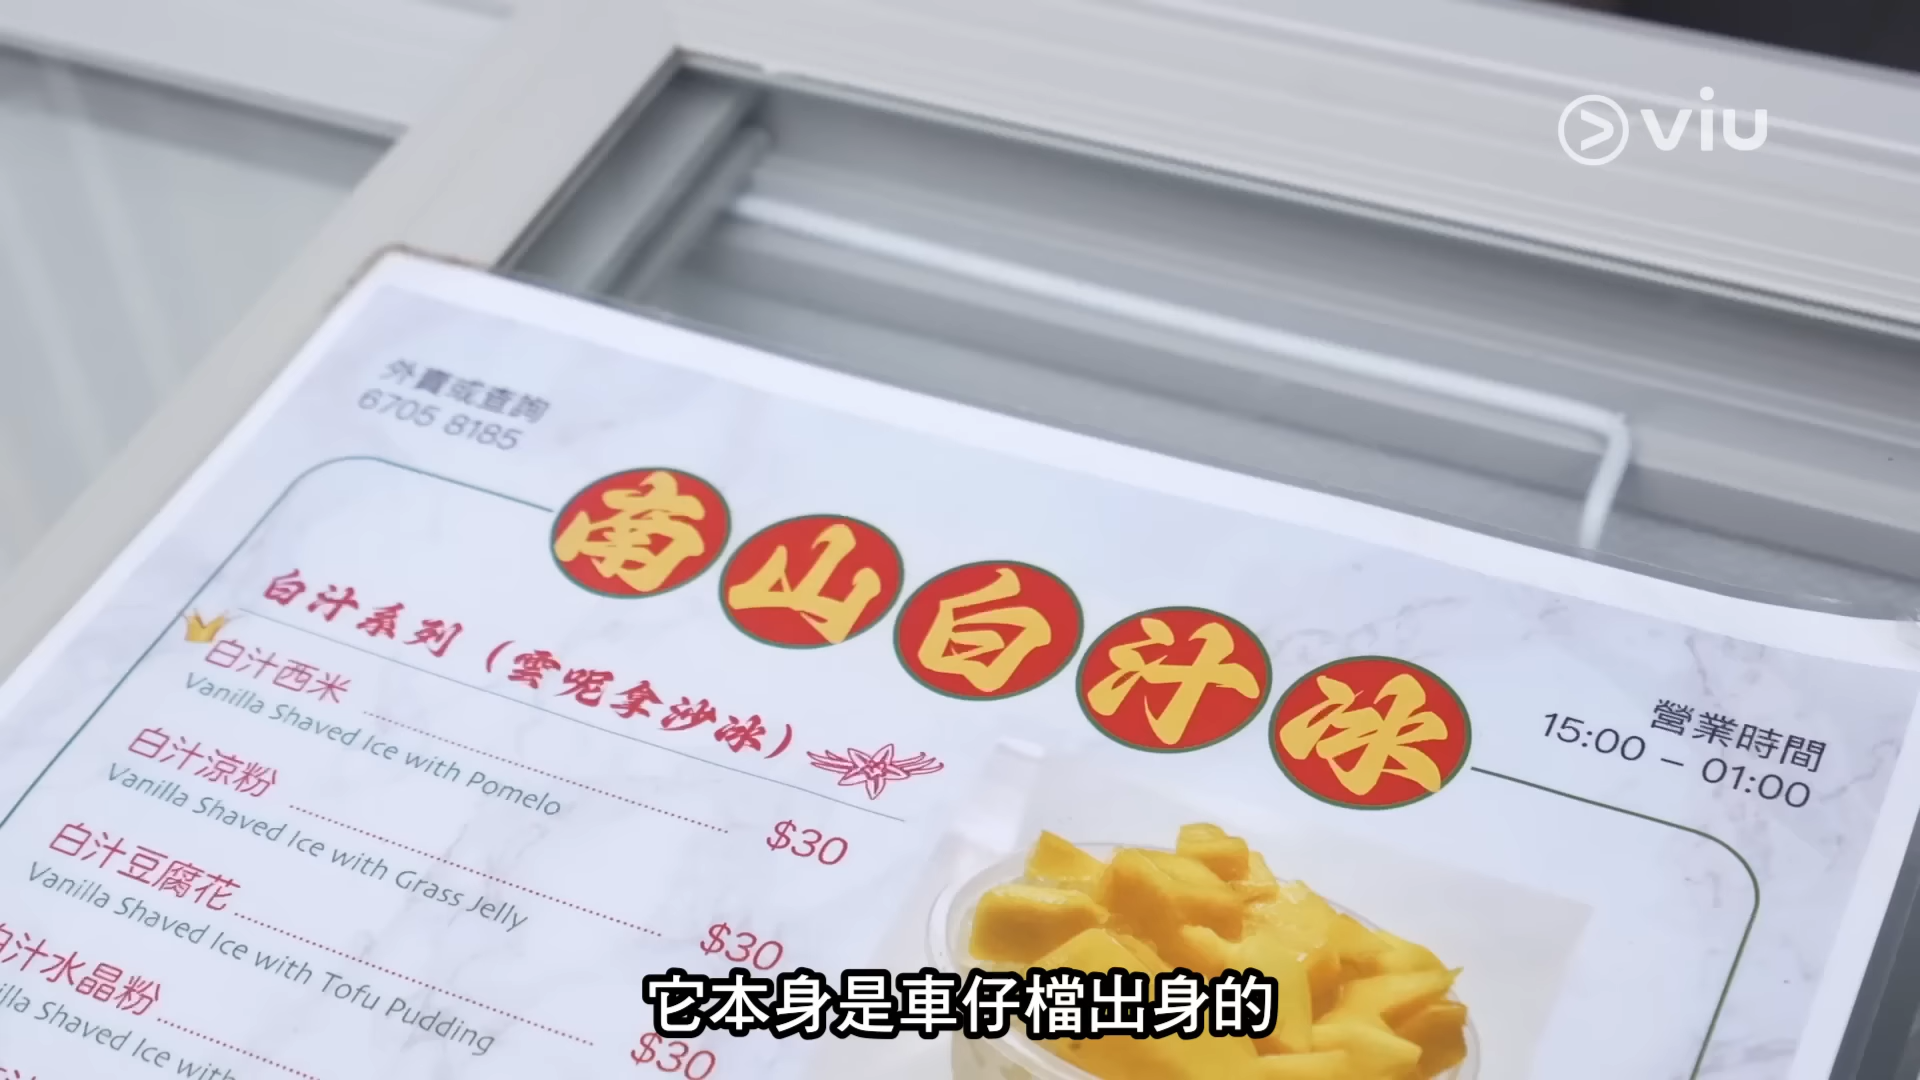 viu
外賣或查詢
6705 8185
南山白汁冰
營業時間
15:00 – 01:00
白汁系列（雲呢拿沙冰）
白汁西米 $30
Vanilla Shaved Ice with Pomelo
白汁涼粉 $30
Vanilla Shaved Ice with Grass Jelly
白汁豆腐花 $30
Vanilla Shaved Ice with Tofu Pudding
白汁水晶粉
Shaved Ice with
它本身是車仔檔出身的